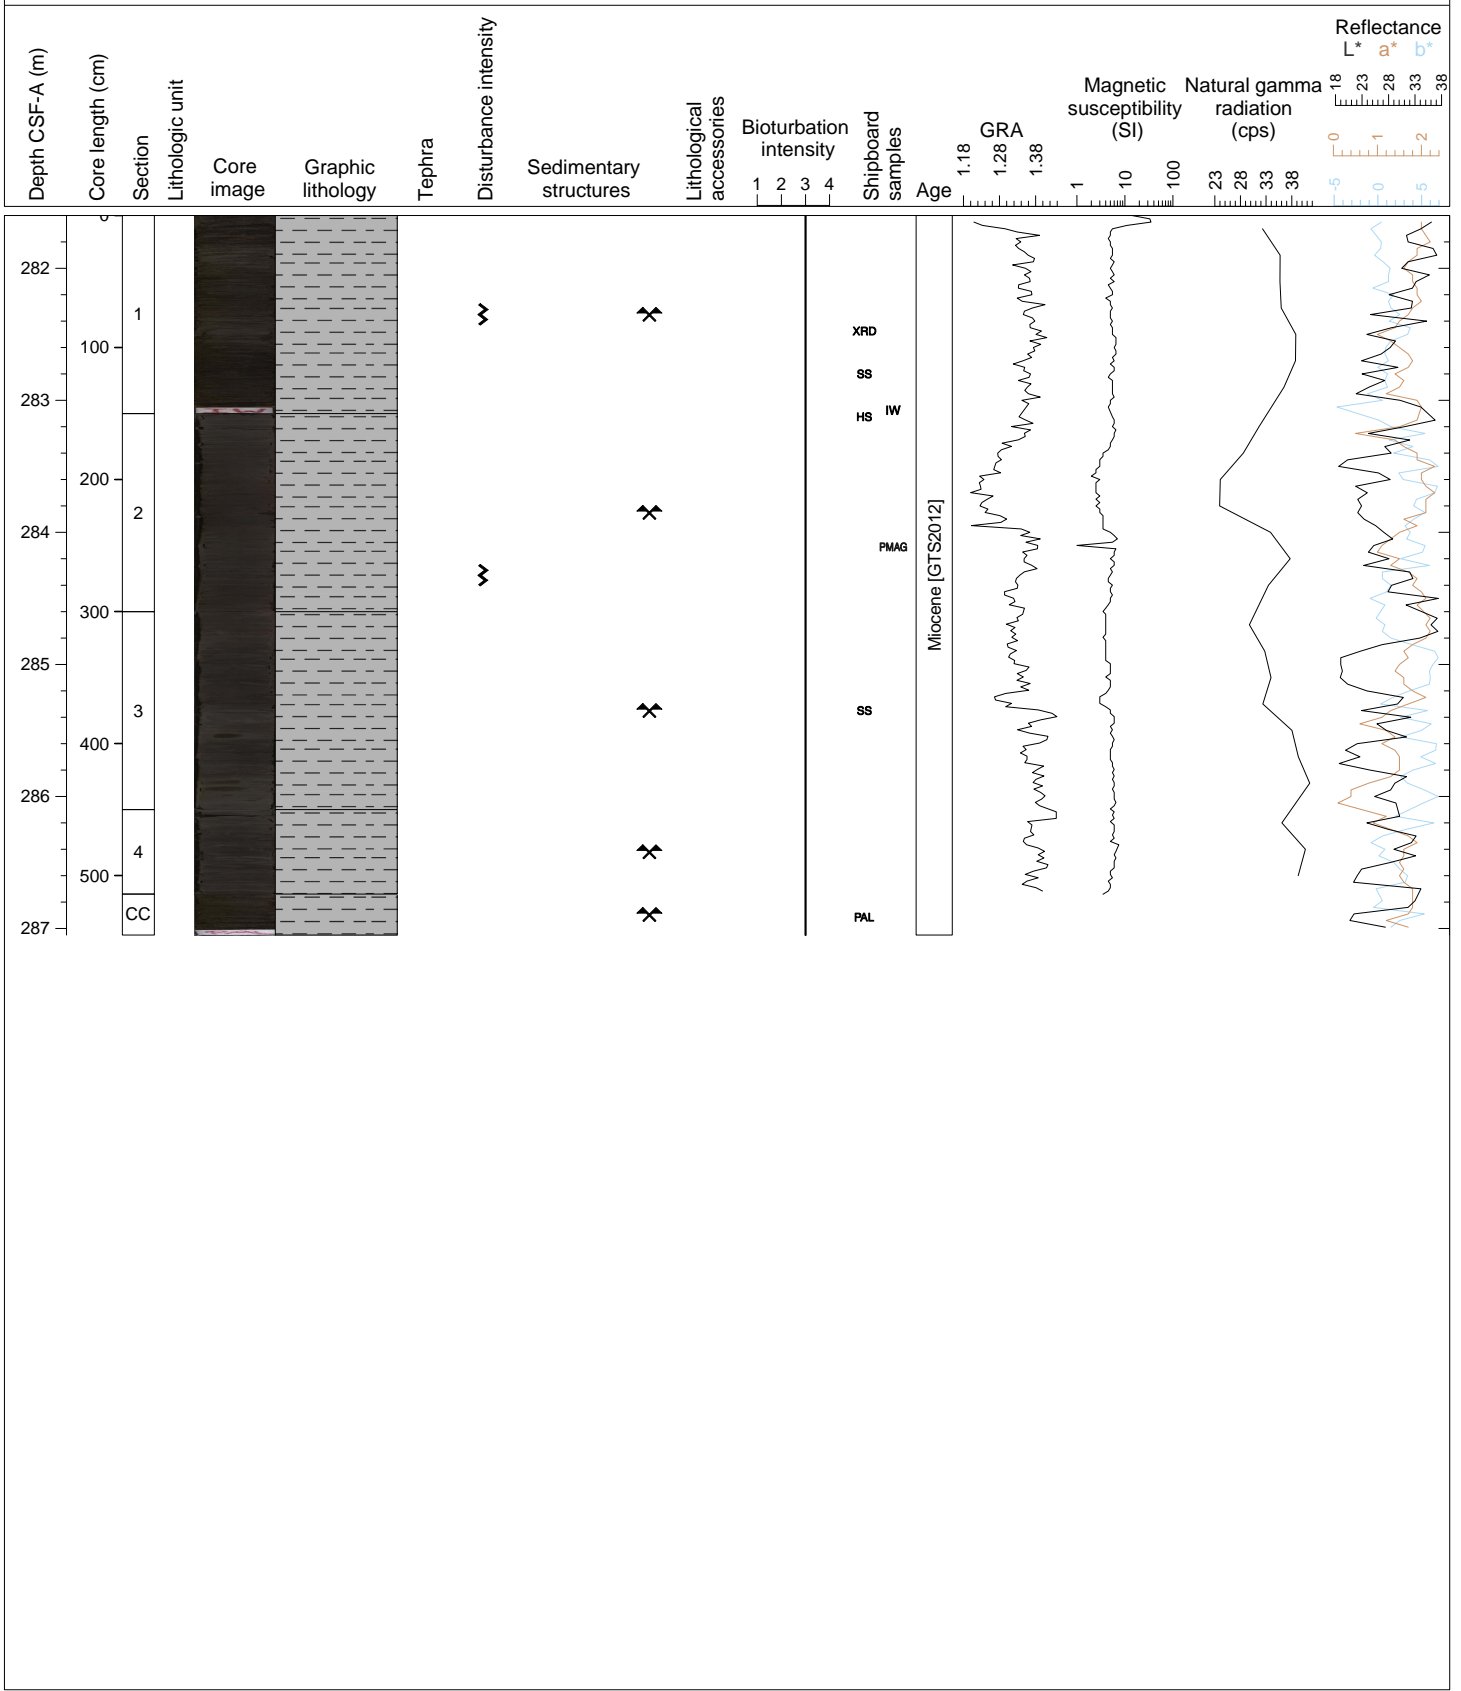 Depth CSF-A (m)
Core length (cm)
Section
Lithologic unit
Core
image
Graphic
lithology
Tephra
Disturbance intensity
Sedimentary
structures
Lithological
accessories
Bioturbation
intensity
1 2 3 4
Shipboard
samples
Age
GRA
1.18 1.28 1.38
Magnetic
susceptibility
(SI)
1 10 100
Natural gamma
radiation
(cps)
23 28 33 38
Reflectance
L* a* b*
18 23 28 33 38
0 1 2
-5 0 5
0
282
1
XRD
100
SS
283
IW
HS
200
2
284
PMAG
Miocene [GTS2012]
300
285
3
SS
400
286
4
500
CC
PAL
287